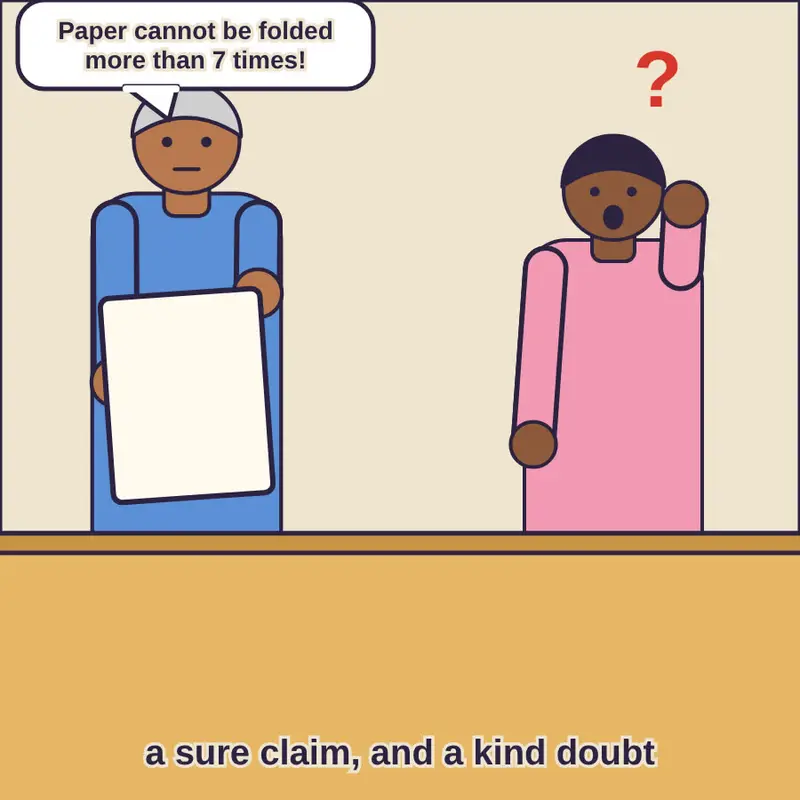 Paper cannot be folded
more than 7 times!
?
a sure claim, and a kind doubt